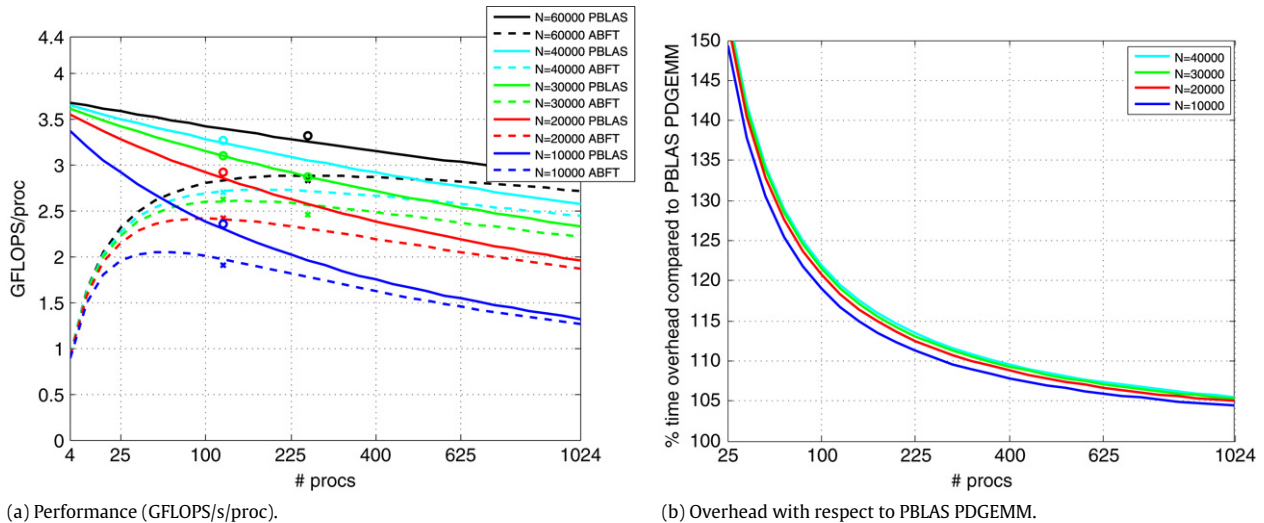 4.4
4
3.5
3
2.5
2
1.5
1
0.5
0
GFLOPS/proc
4
25
100
225
400
625
1024
# procs
N=60000 PBLAS
N=60000 ABFT
N=40000 PBLAS
N=40000 ABFT
N=30000 PBLAS
N=30000 ABFT
N=20000 PBLAS
N=20000 ABFT
N=10000 PBLAS
N=10000 ABFT
(a) Performance (GFLOPS/s/proc).
150
145
140
135
130
125
120
115
110
105
100
% time overhead compared to PBLAS PDGEMM
25
100
225
400
625
1024
# procs
N=40000
N=30000
N=20000
N=10000
(b) Overhead with respect to PBLAS PDGEMM.